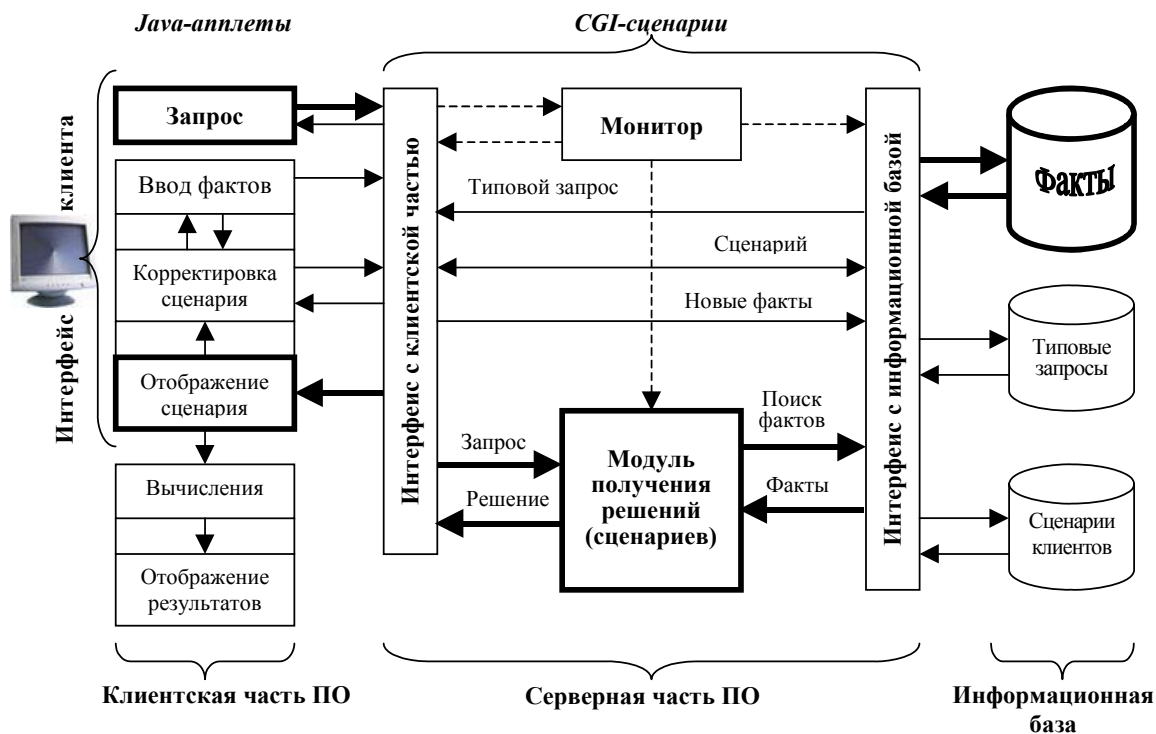 Java-апплеты
CGI-сценарии
Интерфейс клиента
Запрос
Ввод фактов
Корректировка
сценария
Отображение
сценария
Вычисления
Отображение
результатов
Интерфейс с клиентской частью
Монитор
Типовой запрос
Сценарий
Новые факты
Запрос
Решение
Модуль
получения
решений
(сценариев)
Поиск
фактов
Факты
Интерфейс с информационной базой
Факты
Типовые
запросы
Сценарии
клиентов
Клиентская часть ПО
Серверная часть ПО
Информационная
база